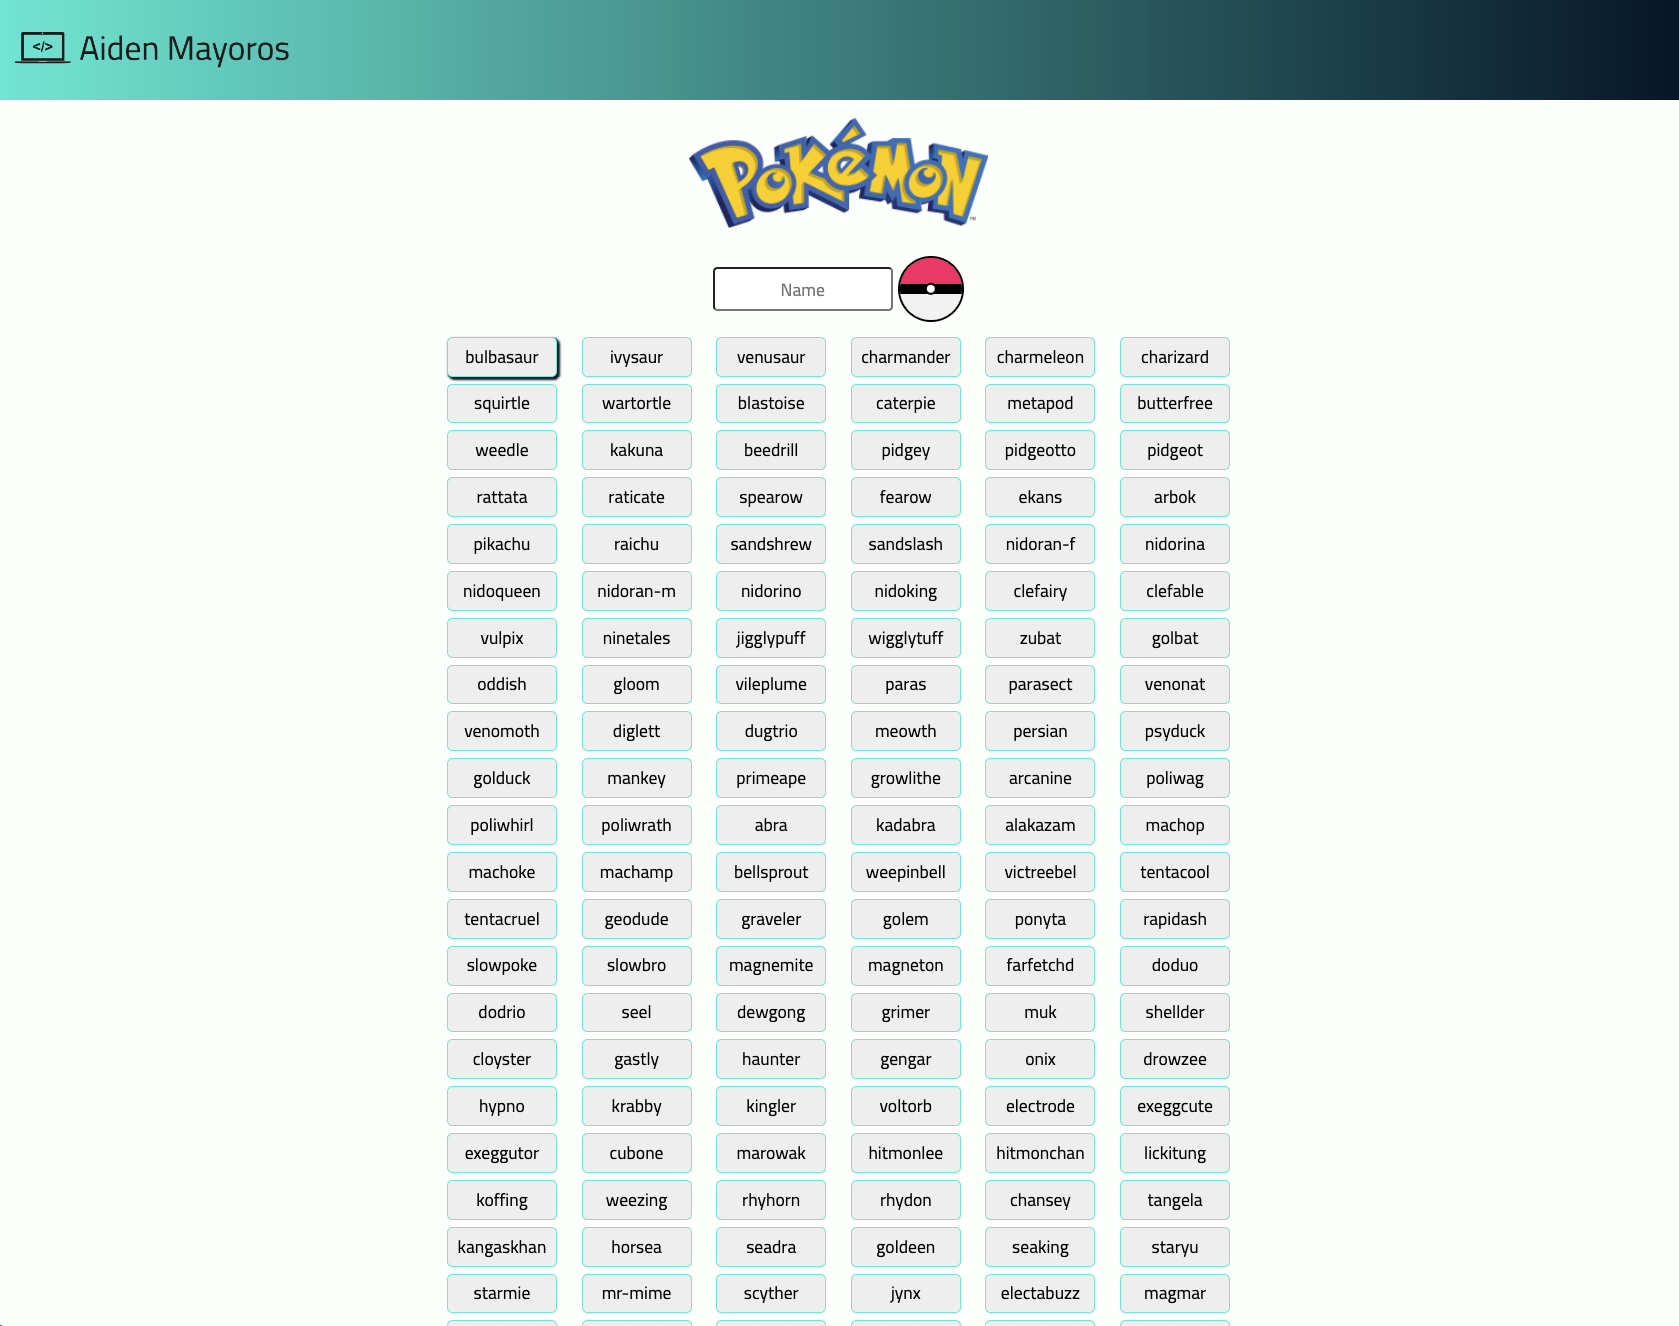 </> Aiden Mayoros
Pokémon™
Name
bulbasaur ivysaur venusaur charmander charmeleon charizard
squirtle wartortle blastoise caterpie metapod butterfree
weedle kakuna beedrill pidgey pidgeotto pidgeot
rattata raticate spearow fearow ekans arbok
pikachu raichu sandshrew sandslash nidoran-f nidorina
nidoqueen nidoran-m nidorino nidoking clefairy clefable
vulpix ninetales jigglypuff wigglytuff zubat golbat
oddish gloom vileplume paras parasect venonat
venomoth diglett dugtrio meowth persian psyduck
golduck mankey primeape growlithe arcanine poliwag
poliwhirl poliwrath abra kadabra alakazam machop
machoke machamp bellsprout weepinbell victreebel tentacool
tentacruel geodude graveler golem ponyta rapidash
slowpoke slowbro magnemite magneton farfetchd doduo
dodrio seel dewgong grimer muk shellder
cloyster gastly haunter gengar onix drowzee
hypno krabby kingler voltorb electrode exeggcute
exeggutor cubone marowak hitmonlee hitmonchan lickitung
koffing weezing rhyhorn rhydon chansey tangela
kangaskhan horsea seadra goldeen seaking staryu
starmie mr-mime scyther jynx electabuzz magmar